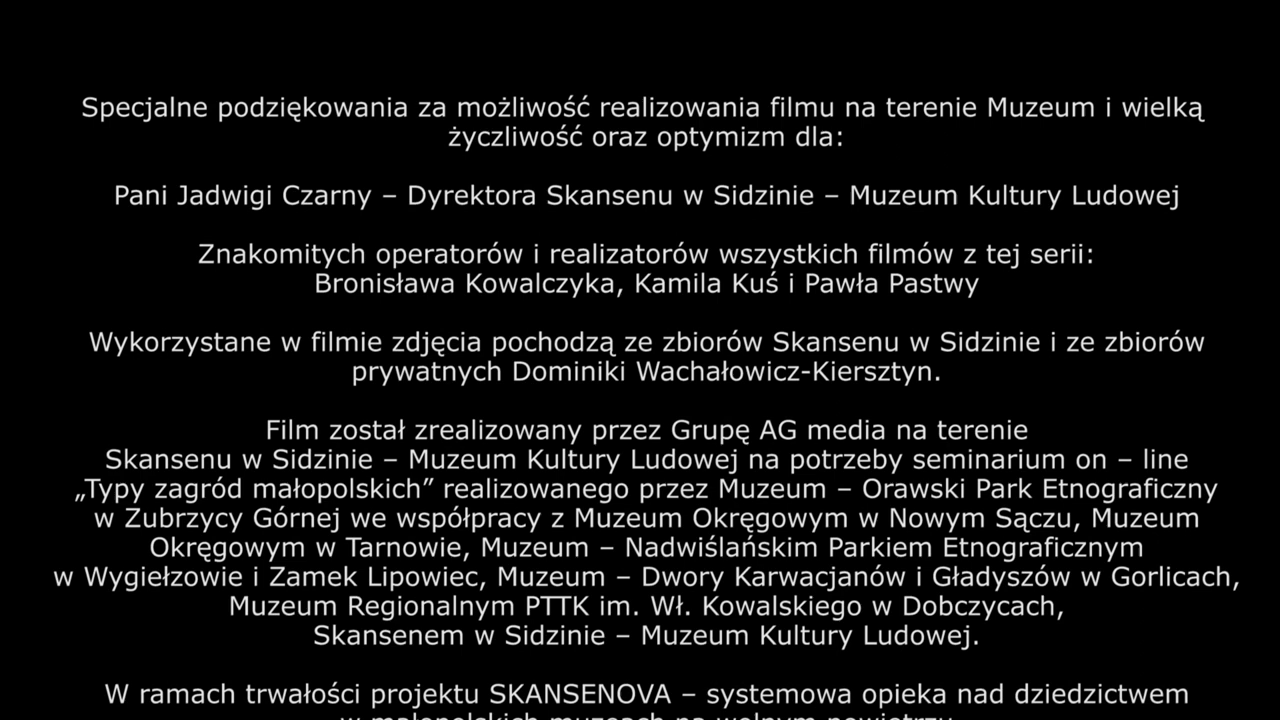 Specjalne podziękowania za możliwość realizowania filmu na terenie Muzeum i wielką
życzliwość oraz optymizm dla:
Pani Jadwigi Czarny – Dyrektora Skansenu w Sidzinie – Muzeum Kultury Ludowej
Znakomitych operatorów i realizatorów wszystkich filmów z tej serii:
Bronisława Kowalczyka, Kamila Kuś i Pawła Pastwy
Wykorzystane w filmie zdjęcia pochodzą ze zbiorów Skansenu w Sidzinie i ze zbiorów
prywatnych Dominiki Wachałowicz-Kiersztyn.
Film został zrealizowany przez Grupę AG media na terenie
Skansenu w Sidzinie – Muzeum Kultury Ludowej na potrzeby seminarium on – line
„Typy zagród małopolskich” realizowanego przez Muzeum – Orawski Park Etnograficzny
w Zubrzycy Górnej we współpracy z Muzeum Okręgowym w Nowym Sączu, Muzeum
Okręgowym w Tarnowie, Muzeum – Nadwiślańskim Parkiem Etnograficznym
w Wygiełzowie i Zamek Lipowiec, Muzeum – Dwory Karwacjanów i Gładyszów w Gorlicach,
Muzeum Regionalnym PTTK im. Wł. Kowalskiego w Dobczycach,
Skansenem w Sidzinie – Muzeum Kultury Ludowej.
W ramach trwałości projektu SKANSENOVA – systemowa opieka nad dziedzictwem
w małopolskich muzeach na wolnym powietrzu